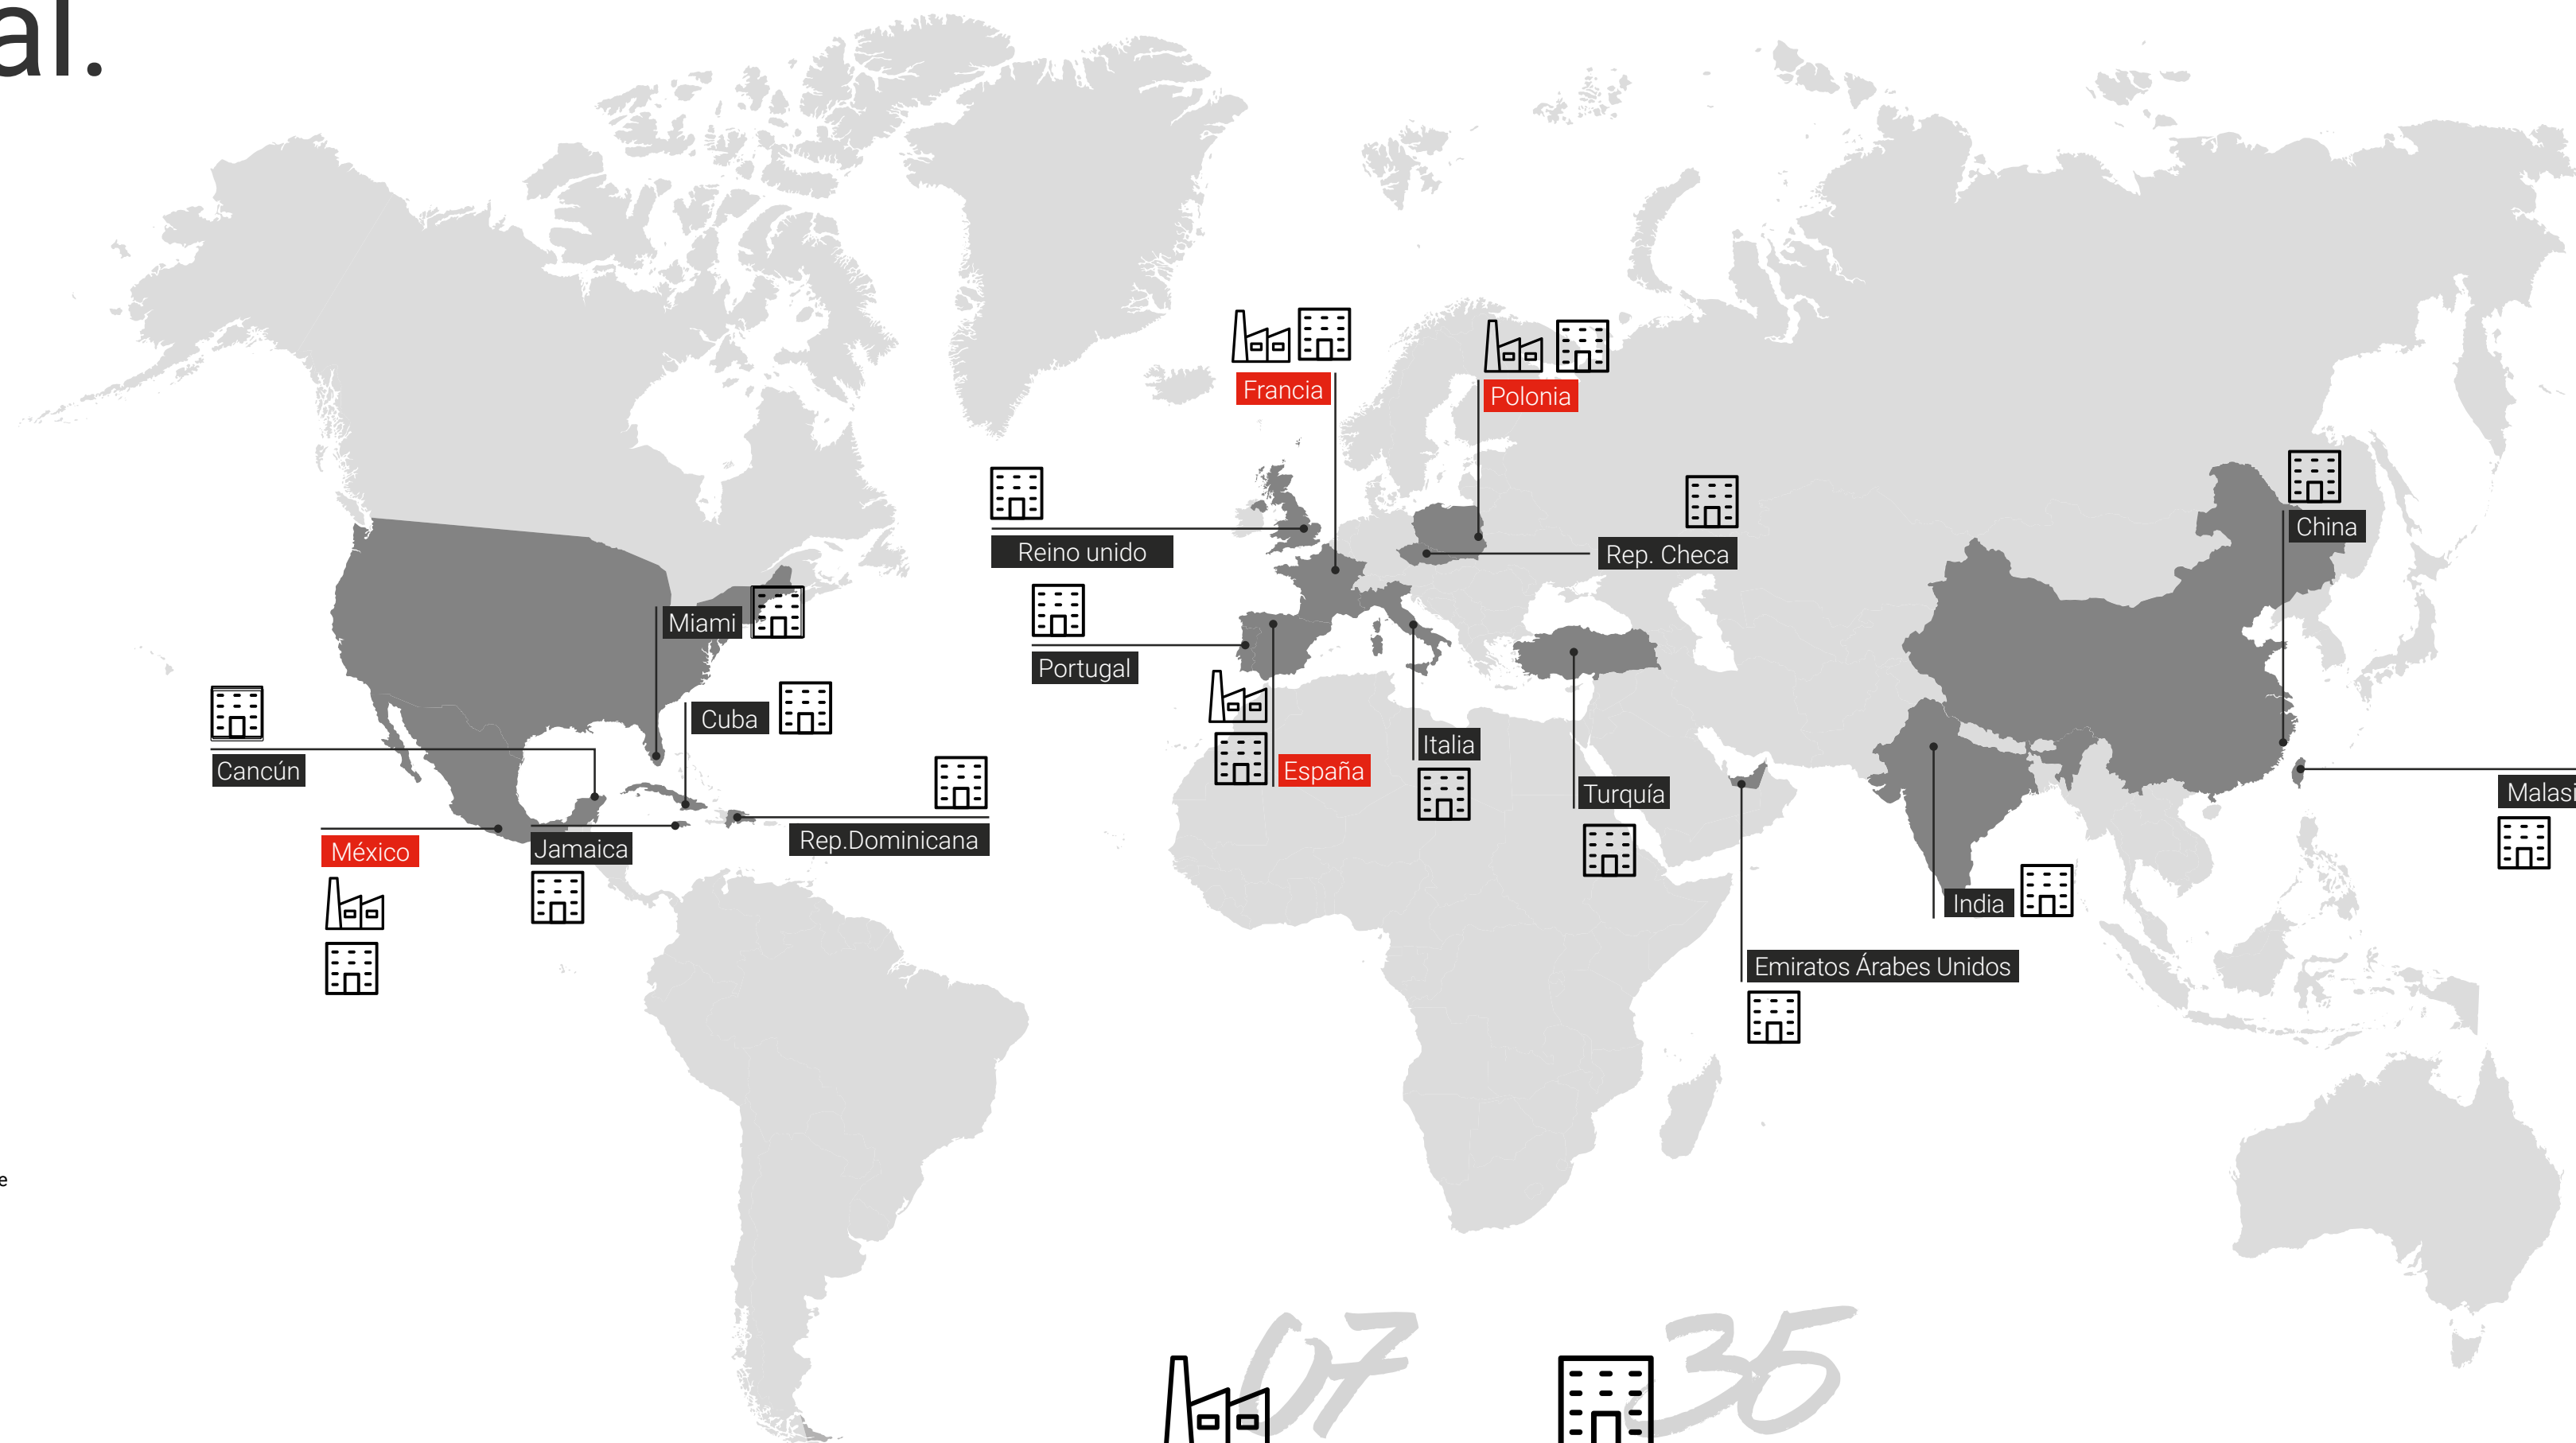 al.
Francia
Polonia
China
Reino unido
Rep. Checa
Miami
Portugal
Cuba
Italia
Cancún
España
Turquía
Malasi
Rep.Dominicana
México
Jamaica
India
Emiratos Árabes Unidos
e
07
35